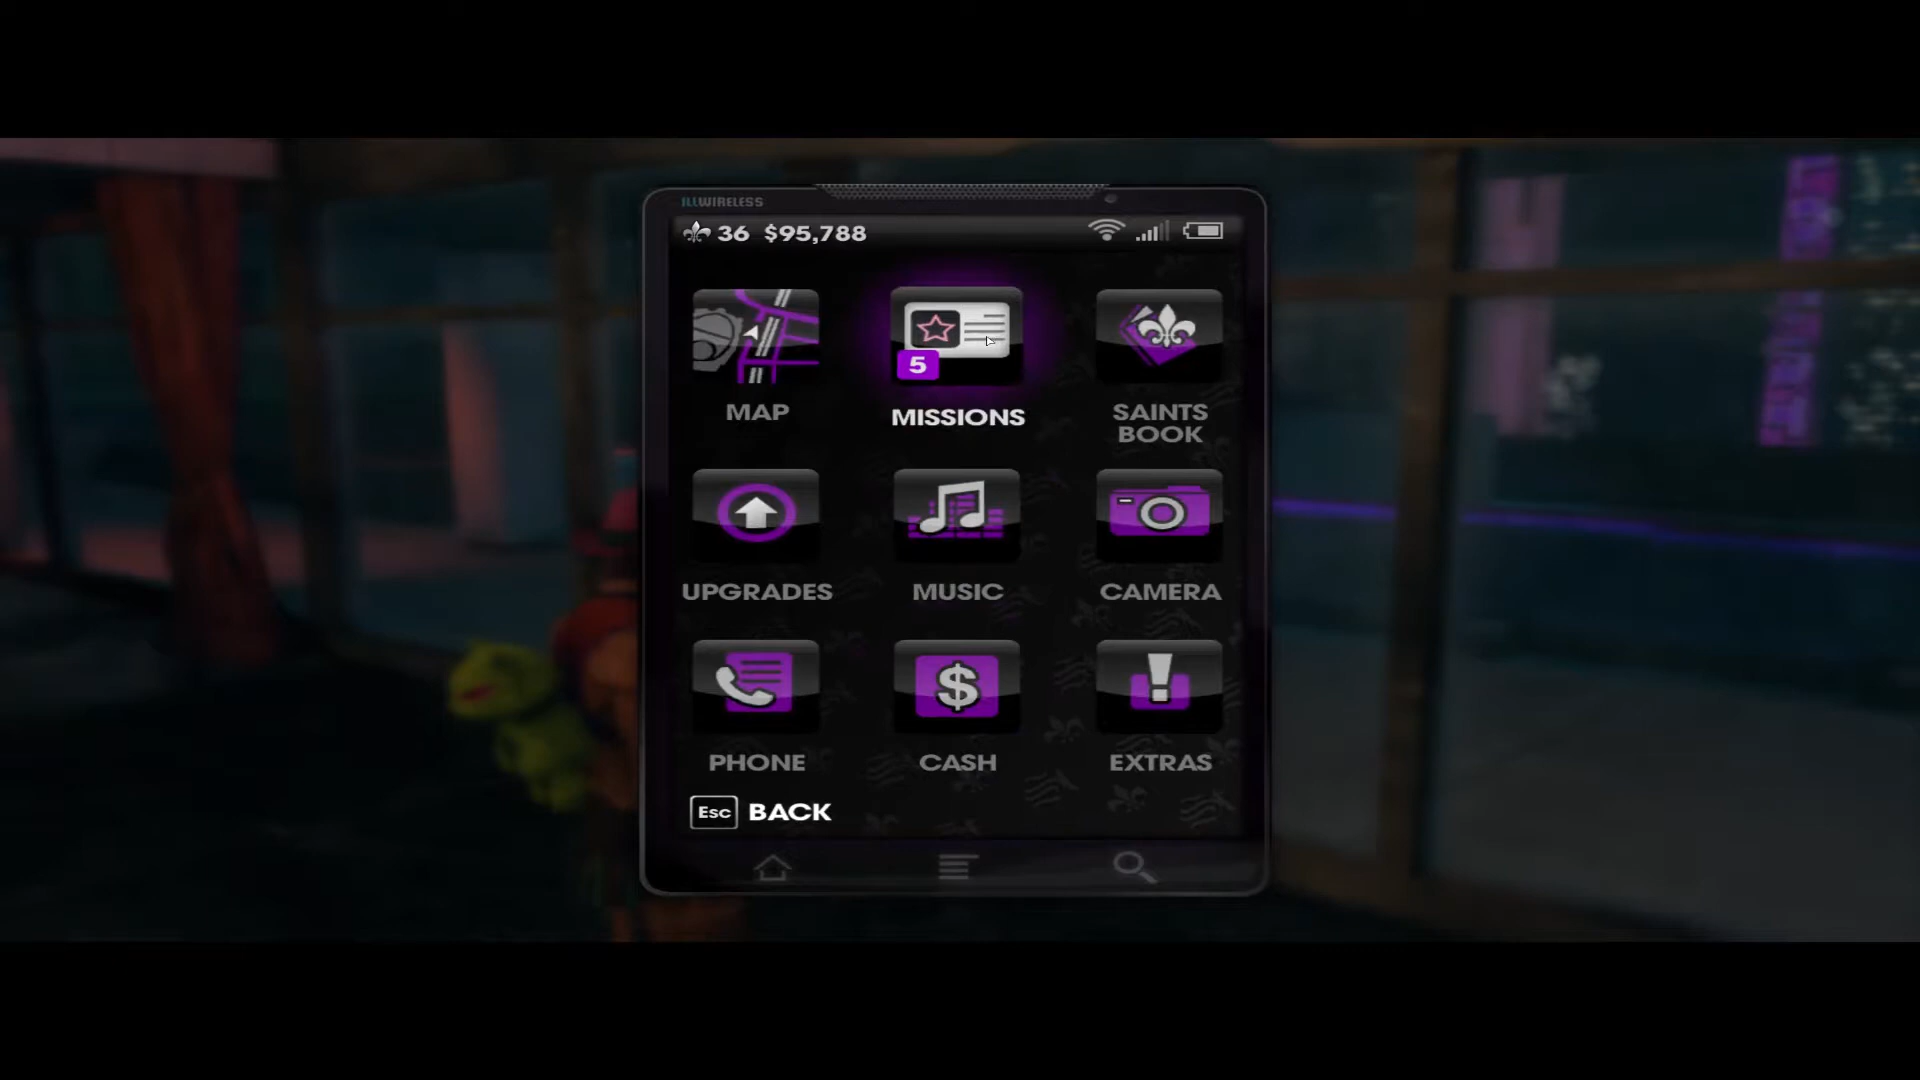 ILLWIRELESS
36 $95,788
5
MAP MISSIONS SAINTS
BOOK
UPGRADES MUSIC CAMERA
$
PHONE CASH EXTRAS
Esc BACK